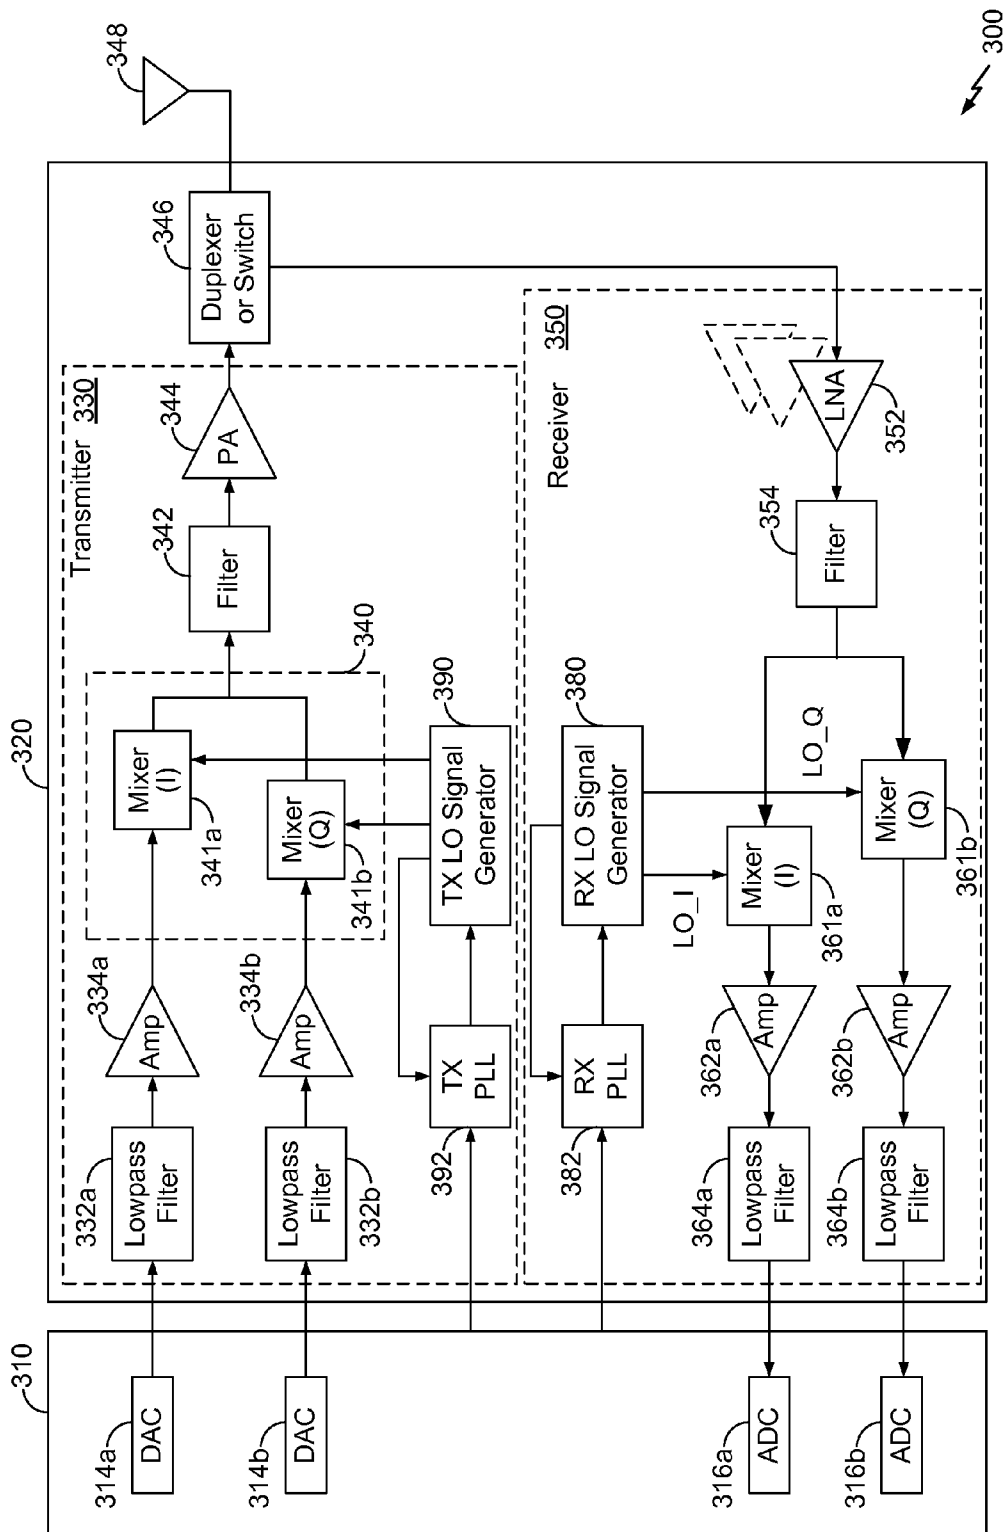 300
310
320
Transmitter 330
314a
DAC
332a
Lowpass
Filter
334a
Amp
Mixer
(I)
341a
340
342
Filter
344
PA
346
Duplexer
or Switch
348
314b
DAC
Lowpass
Filter
332b
334b
Amp
Mixer
(Q)
341b
TX
PLL
392
TX LO Signal
Generator
390
Receiver 350
RX
PLL
382
RX LO Signal
Generator
380
LO_I
LO_Q
316a
ADC
364a
Lowpass
Filter
362a
Amp
Mixer
(I)
361a
354
Filter
LNA
352
316b
ADC
364b
Lowpass
Filter
362b
Amp
Mixer
(Q)
361b